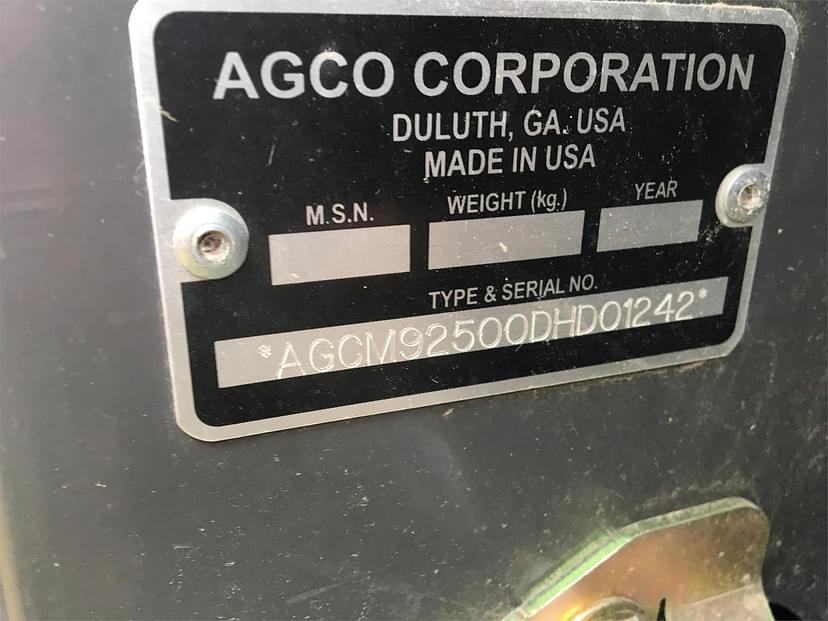 AGCO CORPORATION
DULUTH, GA. USA
MADE IN USA
M.S.N. WEIGHT (kg.) YEAR
TYPE & SERIAL NO.
*AGCM92500DHD01242*